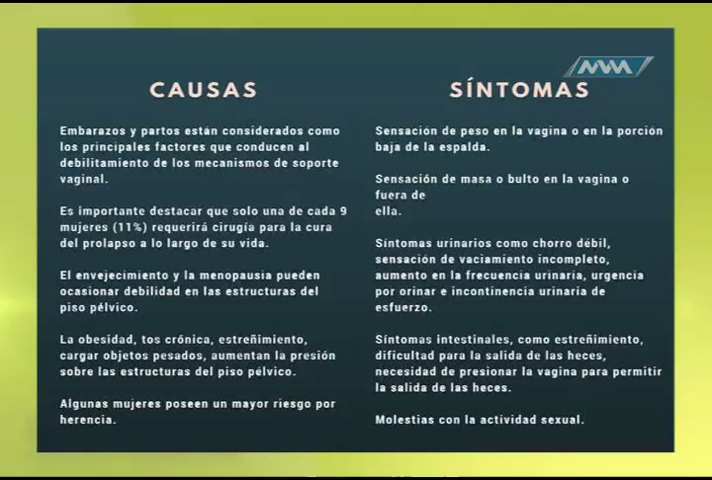 MVM
CAUSAS
Embarazos y partos están considerados como
los principales factores que conducen al
debilitamiento de los mecanismos de soporte
vaginal.
Es importante destacar que solo una de cada 9
mujeres (11%) requerirá cirugía para la cura
del prolapso a lo largo de su vida.
El envejecimiento y la menopausia pueden
ocasionar debilidad en las estructuras del
piso pélvico.
La obesidad, tos crónica, estreñimiento,
cargar objetos pesados, aumentan la presión
sobre las estructuras del piso pélvico.
Algunas mujeres poseen un mayor riesgo por
herencia.
SÍNTOMAS
Sensación de peso en la vagina o en la porción
baja de la espalda.
Sensación de masa o bulto en la vagina o
fuera de
ella.
Síntomas urinarios como chorro débil,
sensación de vaciamiento incompleto,
aumento en la frecuencia urinaria, urgencia
por orinar e incontinencia urinaria de
esfuerzo.
Síntomas intestinales, como estreñimiento,
dificultad para la salida de las heces,
necesidad de presionar la vagina para permitir
la salida de las heces.
Molestias con la actividad sexual.